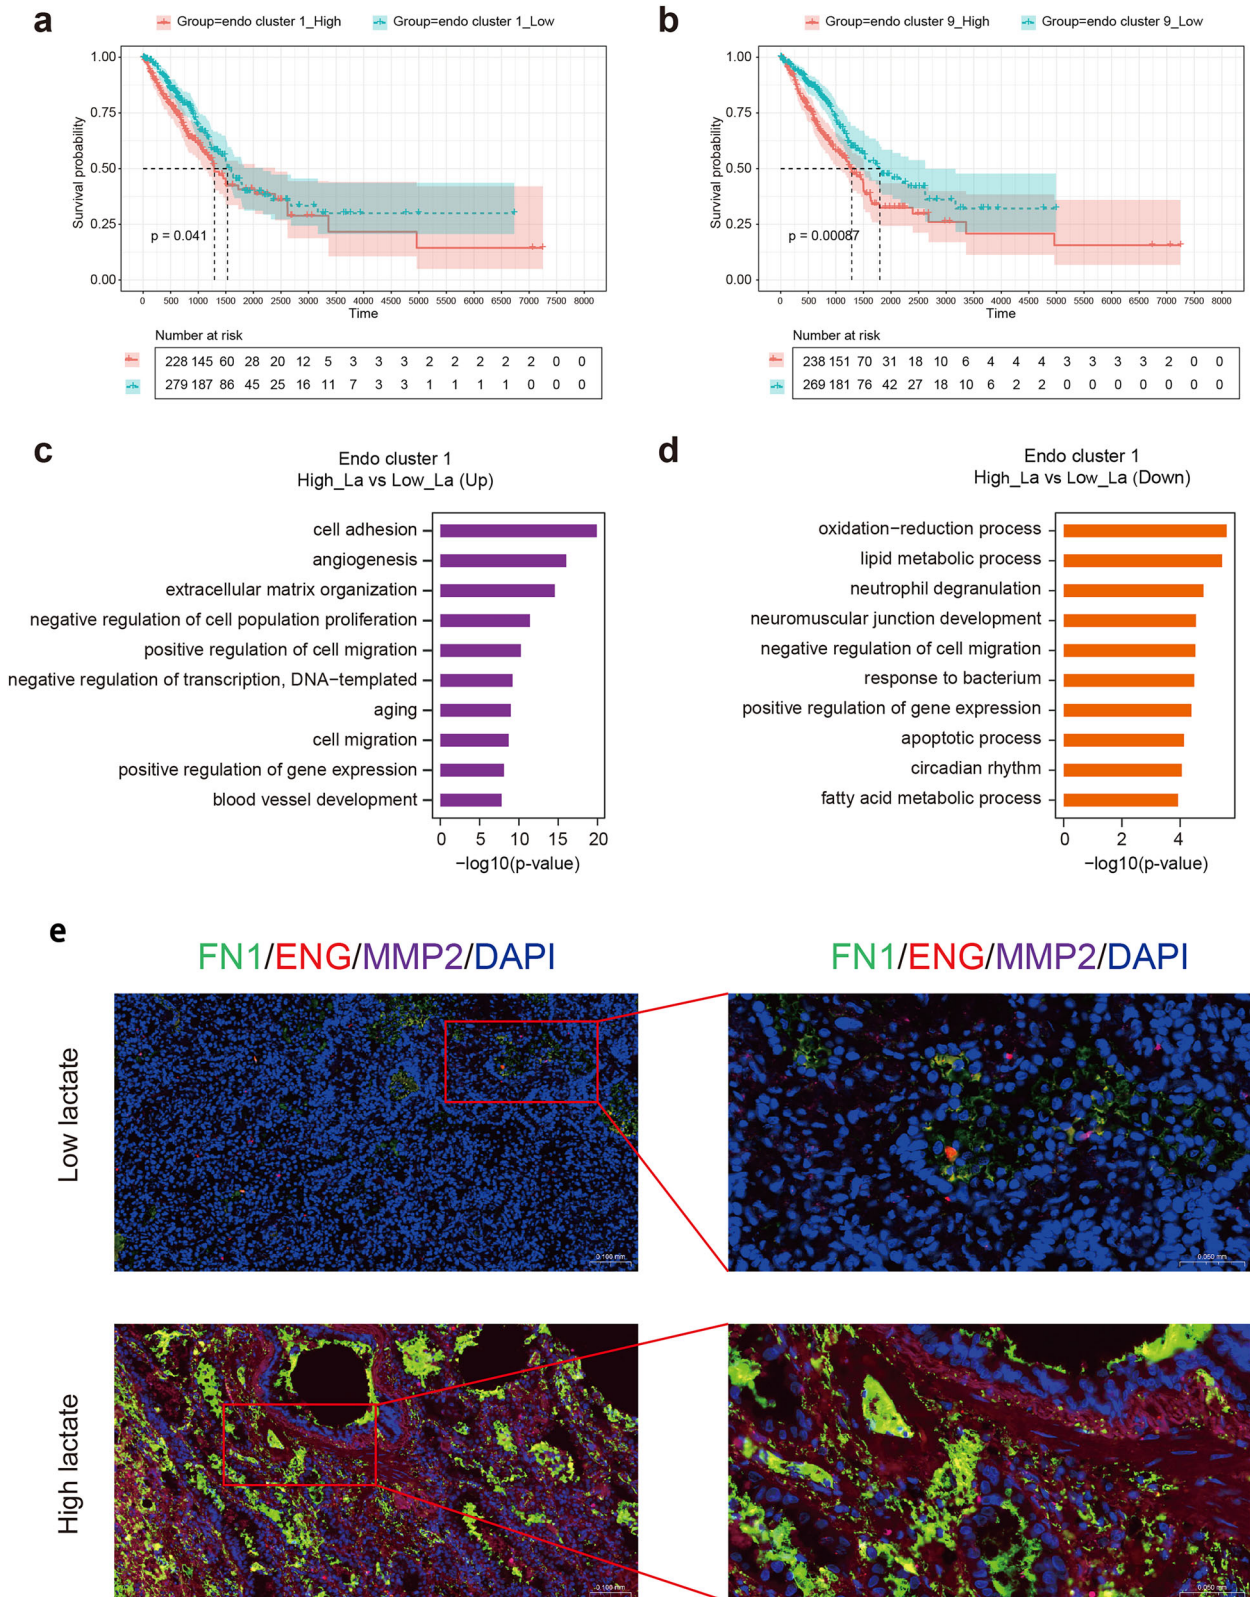 a
Group=endo cluster 1_High Group=endo cluster 1_Low
1.00
0.75
0.50
0.25
0.00
Survival probability
p = 0.041
0 500 1000 1500 2000 2500 3000 3500 4000 4500 5000 5500 6000 6500 7000 7500 8000
Time
Number at risk
228 145 60 28 20 12 5 3 3 3 2 2 2 2 2 0 0
279 187 86 45 25 16 11 7 3 3 1 1 1 1 0 0 0
b
Group=endo cluster 9_High Group=endo cluster 9_Low
1.00
0.75
0.50
0.25
0.00
Survival probability
p = 0.00087
0 500 1000 1500 2000 2500 3000 3500 4000 4500 5000 5500 6000 6500 7000 7500 8000
Time
Number at risk
238 151 70 31 18 10 6 4 4 4 3 3 3 3 2 0 0
269 181 76 42 27 18 10 6 2 2 0 0 0 0 0 0 0
c
Endo cluster 1
High_La vs Low_La (Up)
cell adhesion
angiogenesis
extracellular matrix organization
negative regulation of cell population proliferation
positive regulation of cell migration
negative regulation of transcription, DNA−templated
aging
cell migration
positive regulation of gene expression
blood vessel development
0 5 10 15 20
−log10(p-value)
d
Endo cluster 1
High_La vs Low_La (Down)
oxidation−reduction process
lipid metabolic process
neutrophil degranulation
neuromuscular junction development
negative regulation of cell migration
response to bacterium
positive regulation of gene expression
apoptotic process
circadian rhythm
fatty acid metabolic process
0 2 4
−log10(p-value)
e
FN1/ENG/MMP2/DAPI FN1/ENG/MMP2/DAPI
Low lactate
0.100 mm
0.050 mm
High lactate
0.100 mm
0.050 mm